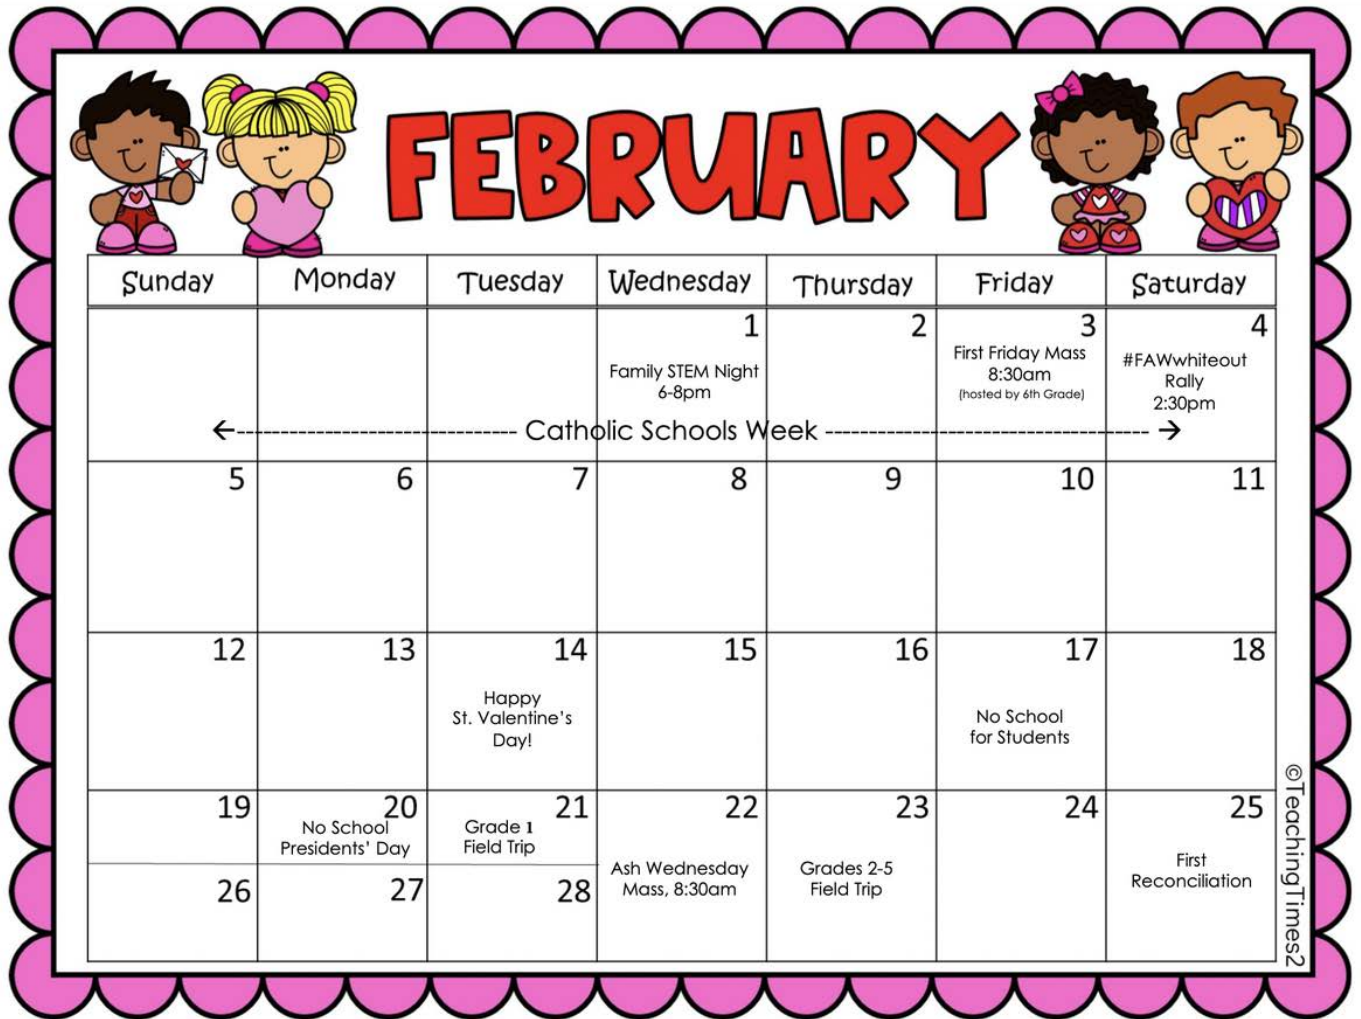 FEBRUARY
Sunday Monday Tuesday Wednesday Thursday Friday Saturday
1
Family STEM Night
6-8pm
2
3
First Friday Mass
8:30am
(hosted by 6th Grade)
4
#FAWwhiteout
Rally
2:30pm
←---------------------------- Catholic Schools Week --------------------------------→
5 6 7 8 9 10 11
12
13
14
Happy
St. Valentine's
Day!
15
16
17
No School
for Students
18
19
20
No School
Presidents' Day
21
Grade 1
Field Trip
22
Ash Wednesday
Mass, 8:30am
23
Grades 2-5
Field Trip
24
25
First
Reconciliation
26 27 28
©TeachingTimes2